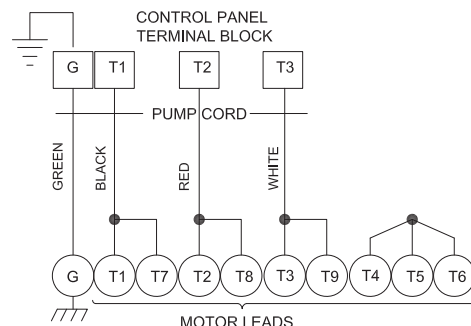 CONTROL PANEL
TERMINAL BLOCK
G T1 T2 T3
PUMP CORD
GREEN
BLACK
RED
WHITE
G T1 T7 T2 T8 T3 T9 T4 T5 T6
MOTOR LEADS